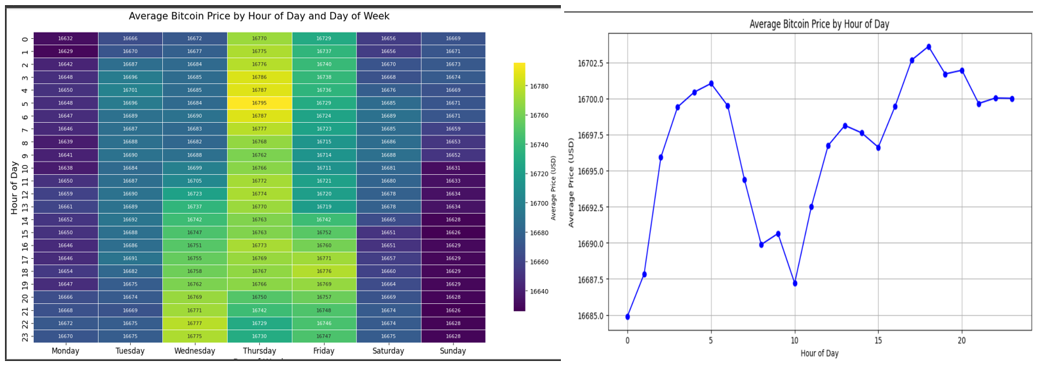 Average Bitcoin Price by Hour of Day and Day of Week
0 16632 16666 16672 16770 16729 16656 16669
1 16629 16670 16677 16775 16737 16656 16671
2 16642 16687 16684 16776 16740 16670 16673
3 16648 16696 16685 16786 16738 16668 16674
4 16654 16701 16685 16787 16736 16676 16669
5 16648 16696 16684 16795 16729 16685 16671
6 16647 16689 16690 16787 16724 16689 16671
7 16646 16687 16683 16777 16723 16685 16659
8 16639 16688 16682 16768 16715 16686 16653
9 16641 16690 16688 16762 16714 16688 16652
10 16638 16684 16699 16766 16711 16681 16631
11 16650 16687 16705 16772 16721 16680 16633
12 16659 16690 16723 16774 16720 16678 16634
13 16661 16689 16737 16770 16719 16678 16634
14 16652 16692 16742 16763 16742 16665 16628
15 16650 16688 16747 16763 16752 16651 16626
16 16646 16686 16751 16773 16760 16651 16629
17 16646 16691 16755 16769 16771 16657 16629
18 16654 16682 16758 16767 16776 16660 16629
19 16647 16675 16762 16766 16769 16664 16629
20 16666 16674 16769 16750 16757 16669 16628
21 16668 16669 16771 16742 16748 16674 16626
22 16672 16675 16777 16729 16746 16674 16628
23 16670 16675 16775 16730 16747 16675 16628
Hour of Day
Monday Tuesday Wednesday Thursday Friday Saturday Sunday
16780
16760
16740
16720
16700
16680
16660
16640
Average Price (USD)
Average Bitcoin Price by Hour of Day
16702.5
16700.0
16697.5
16695.0
16692.5
16690.0
16687.5
16685.0
Average Price (USD)
0 5 10 15 20
Hour of Day